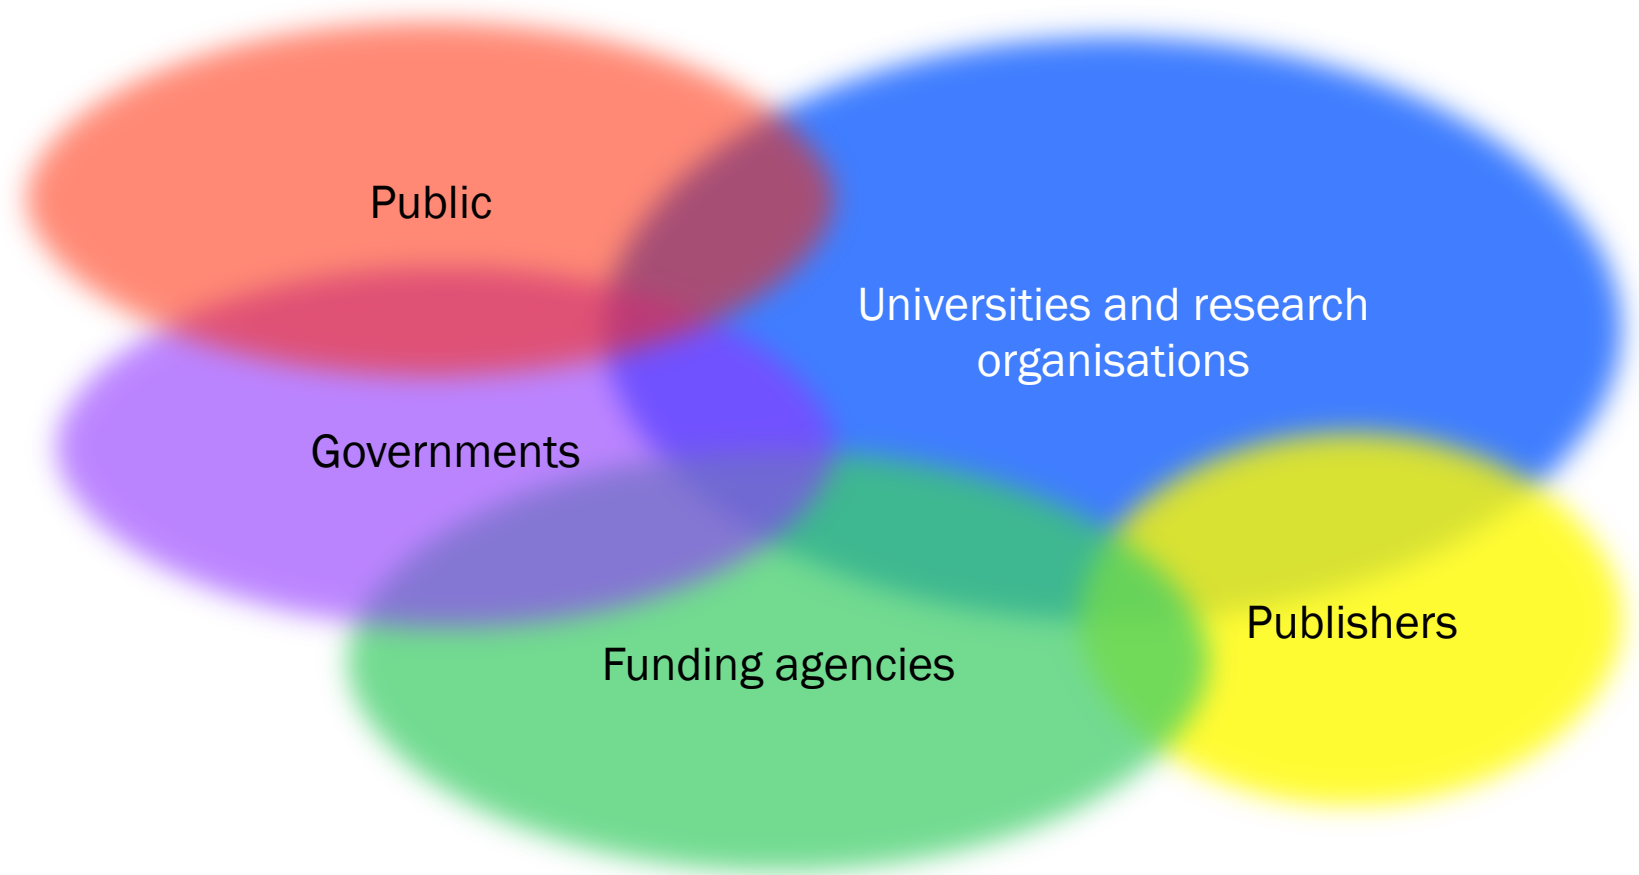 Public
Universities and research
organisations
Governments
Publishers
Funding agencies